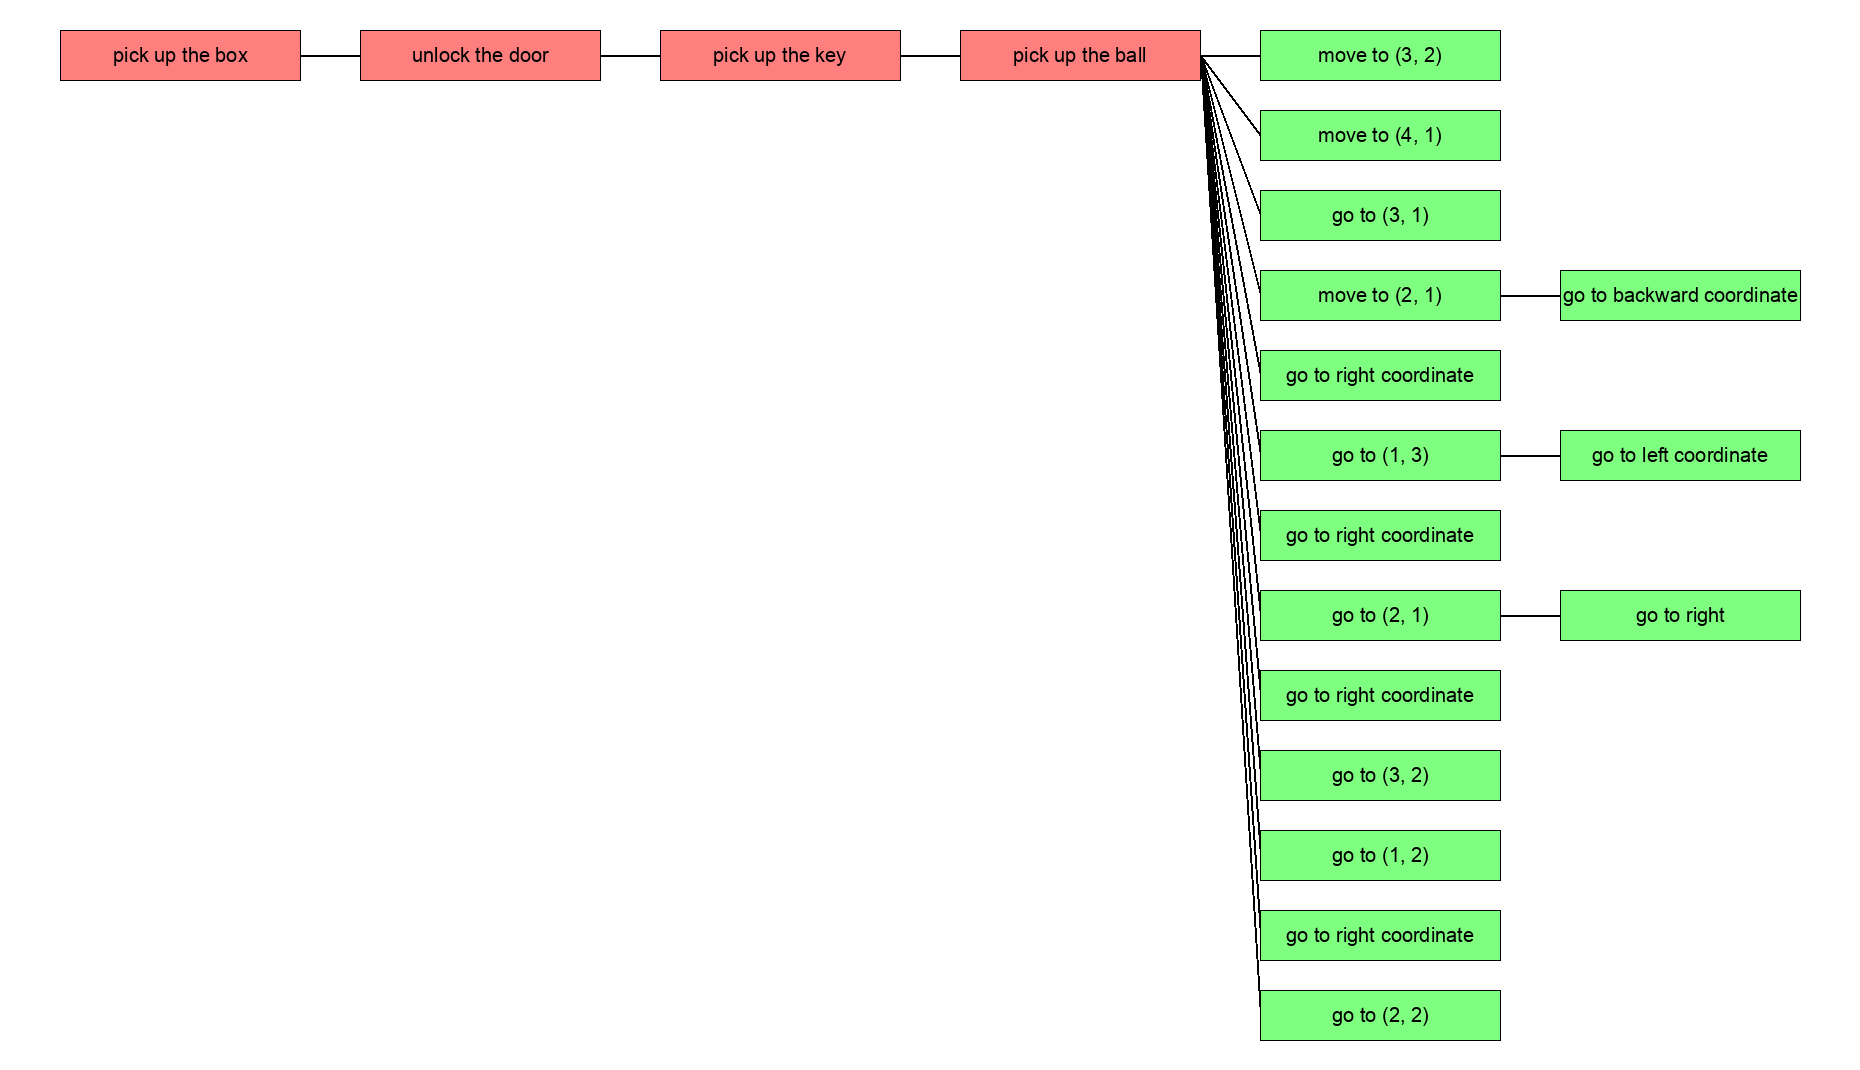 pick up the box
unlock the door
pick up the key
pick up the ball
move to (3, 2)
move to (4, 1)
go to (3, 1)
move to (2, 1)
go to backward coordinate
go to right coordinate
go to (1, 3)
go to left coordinate
go to right coordinate
go to (2, 1)
go to right
go to right coordinate
go to (3, 2)
go to (1, 2)
go to right coordinate
go to (2, 2)